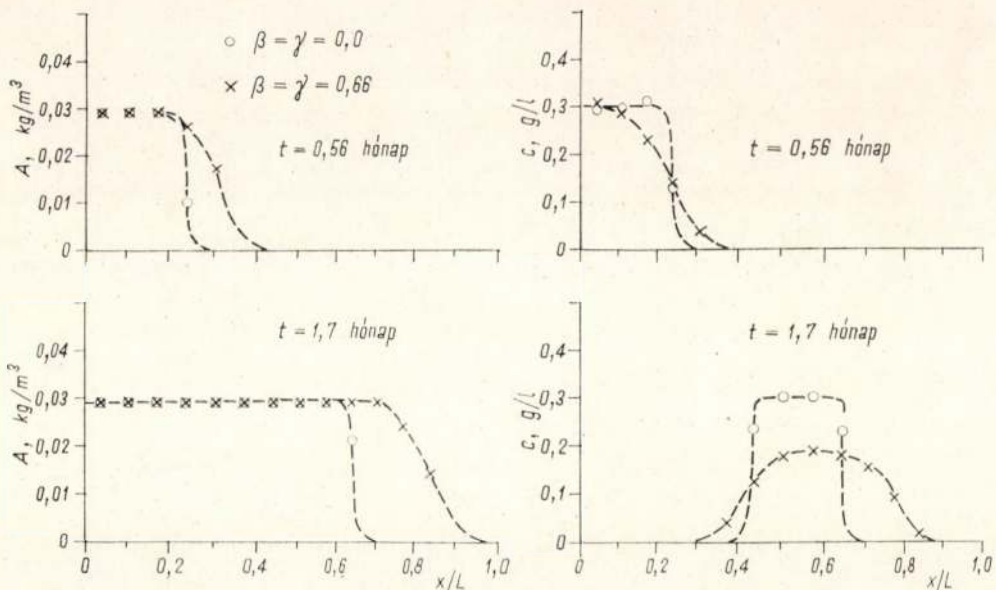 A, kg/m³
0,04
0,03
0,02
0,01
0
○ β = γ = 0,0
× β = γ = 0,66
t = 0,56 hónap
c, g/l
0,4
0,3
0,2
0,1
0
t = 0,56 hónap
A, kg/m³
0,04
0,03
0,02
0,01
0
t = 1,7 hónap
0 0,2 0,4 0,6 0,8 1,0
x/L
c, g/l
0,4
0,3
0,2
0,1
0
t = 1,7 hónap
0 0,2 0,4 0,6 0,8 1,0
x/L